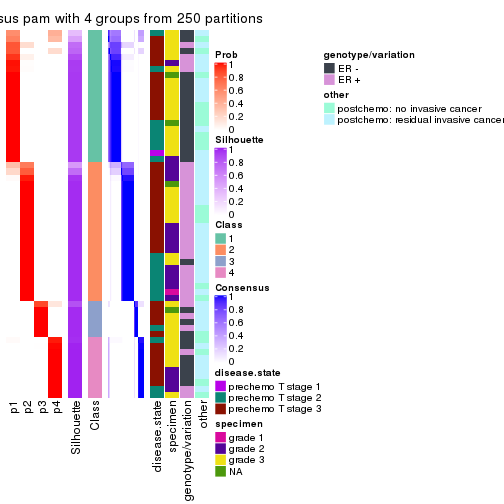 sus pam with 4 groups from 250 partitions
Prob
1
0.8
0.6
0.4
0.2
0
Silhouette
1
0.8
0.6
0.4
0.2
0
Class
1
2
3
4
Consensus
1
0.8
0.6
0.4
0.2
0
disease.state
prechemo T stage 1
prechemo T stage 2
prechemo T stage 3
specimen
grade 1
grade 2
grade 3
NA
genotype/variation
ER -
ER +
other
postchemo: no invasive cancer
postchemo: residual invasive cancer
p1
p2
p3
p4
Silhouette
Class
disease.state
specimen
genotype/variation
other